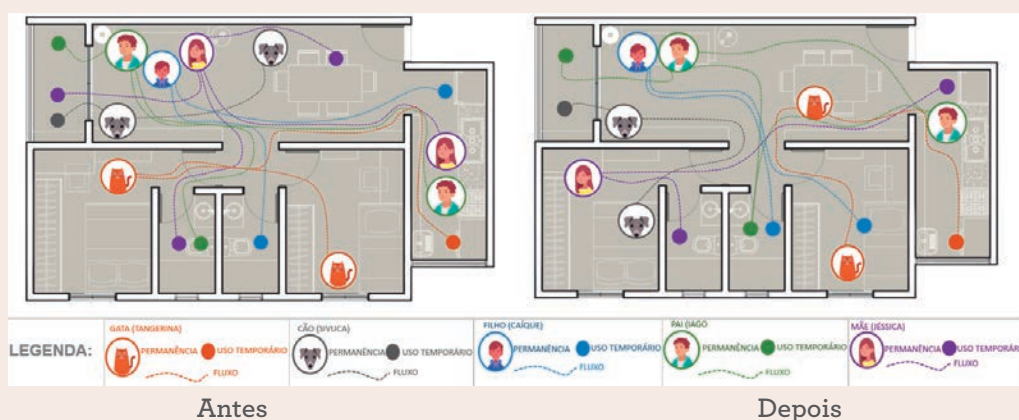 LEGENDA:
GATA (TANGERINA)
PERMANÊNCIA USO TEMPORÁRIO
FLUXO
CÃO (SIVUCA)
PERMANÊNCIA USO TEMPORÁRIO
FLUXO
FILHO (CAÍQUE)
PERMANÊNCIA USO TEMPORÁRIO
FLUXO
PAI (IAGO)
PERMANÊNCIA USO TEMPORÁRIO
FLUXO
MÃE (JÉSSICA)
PERMANÊNCIA USO TEMPORÁR
FLUXO
Antes
Depois